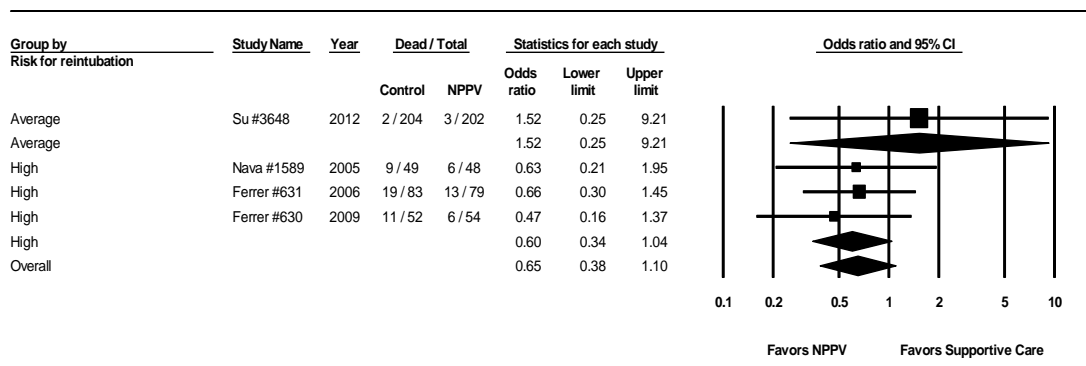 Group by Study Name Year Dead / Total Statistics for each study Odds ratio and 95% CI
Risk for reintubation
Odds Lower Upper
Control NPPV ratio limit limit
Average Su #3648 2012 2 / 204 3 / 202 1.52 0.25 9.21
Average 1.52 0.25 9.21
High Nava #1589 2005 9 / 49 6 / 48 0.63 0.21 1.95
High Ferrer #631 2006 19 / 83 13 / 79 0.66 0.30 1.45
High Ferrer #630 2009 11 / 52 6 / 54 0.47 0.16 1.37
High 0.60 0.34 1.04
Overall 0.65 0.38 1.10
0.1 0.2 0.5 1 2 5 10
Favors NPPV Favors Supportive Care